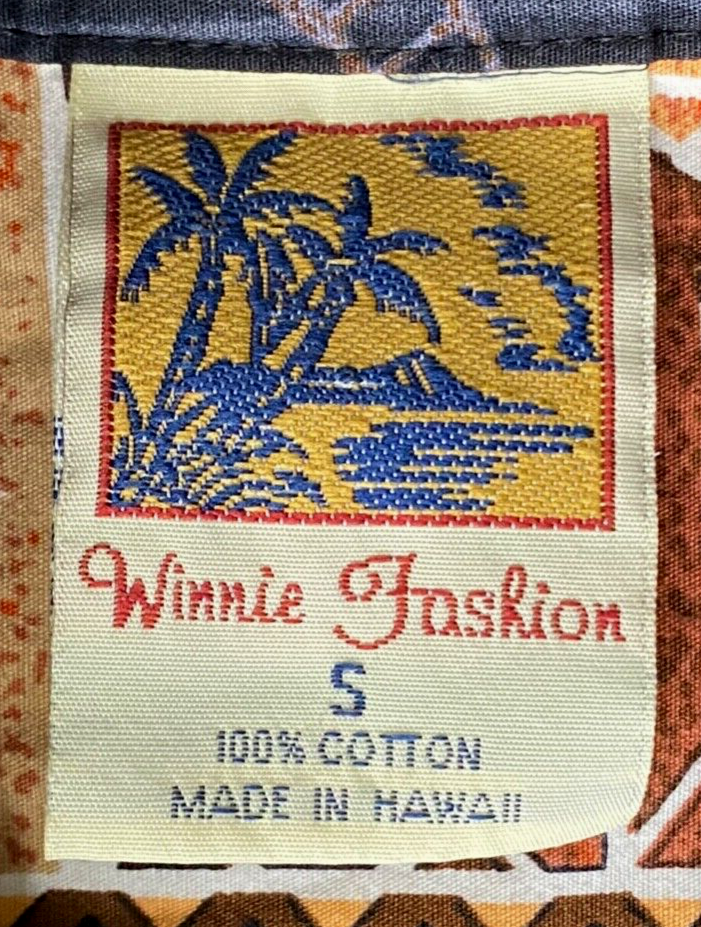 Winnie Fashion
S
100% COTTON
MADE IN HAWAII